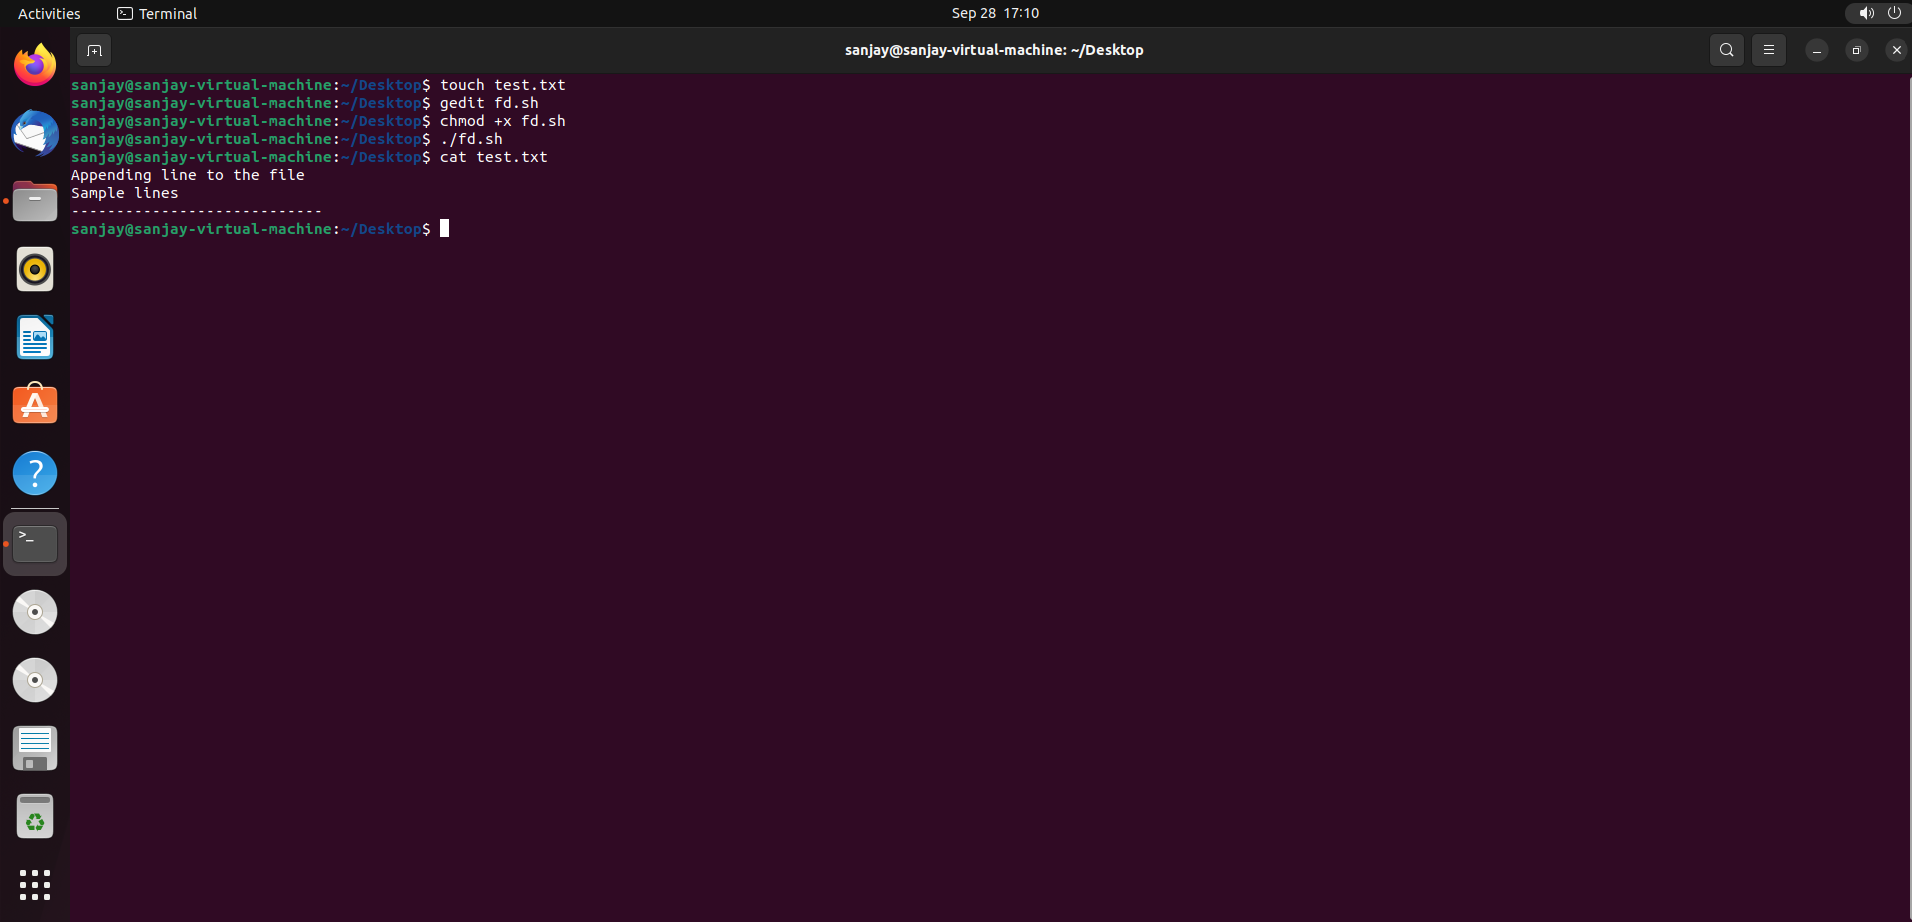 Activities Terminal Sep 28 17:10
sanjay@sanjay-virtual-machine: ~/Desktop
sanjay@sanjay-virtual-machine:~/Desktop$ touch test.txt
sanjay@sanjay-virtual-machine:~/Desktop$ gedit fd.sh
sanjay@sanjay-virtual-machine:~/Desktop$ chmod +x fd.sh
sanjay@sanjay-virtual-machine:~/Desktop$ ./fd.sh
sanjay@sanjay-virtual-machine:~/Desktop$ cat test.txt
Appending line to the file
Sample lines
----------------------------
sanjay@sanjay-virtual-machine:~/Desktop$